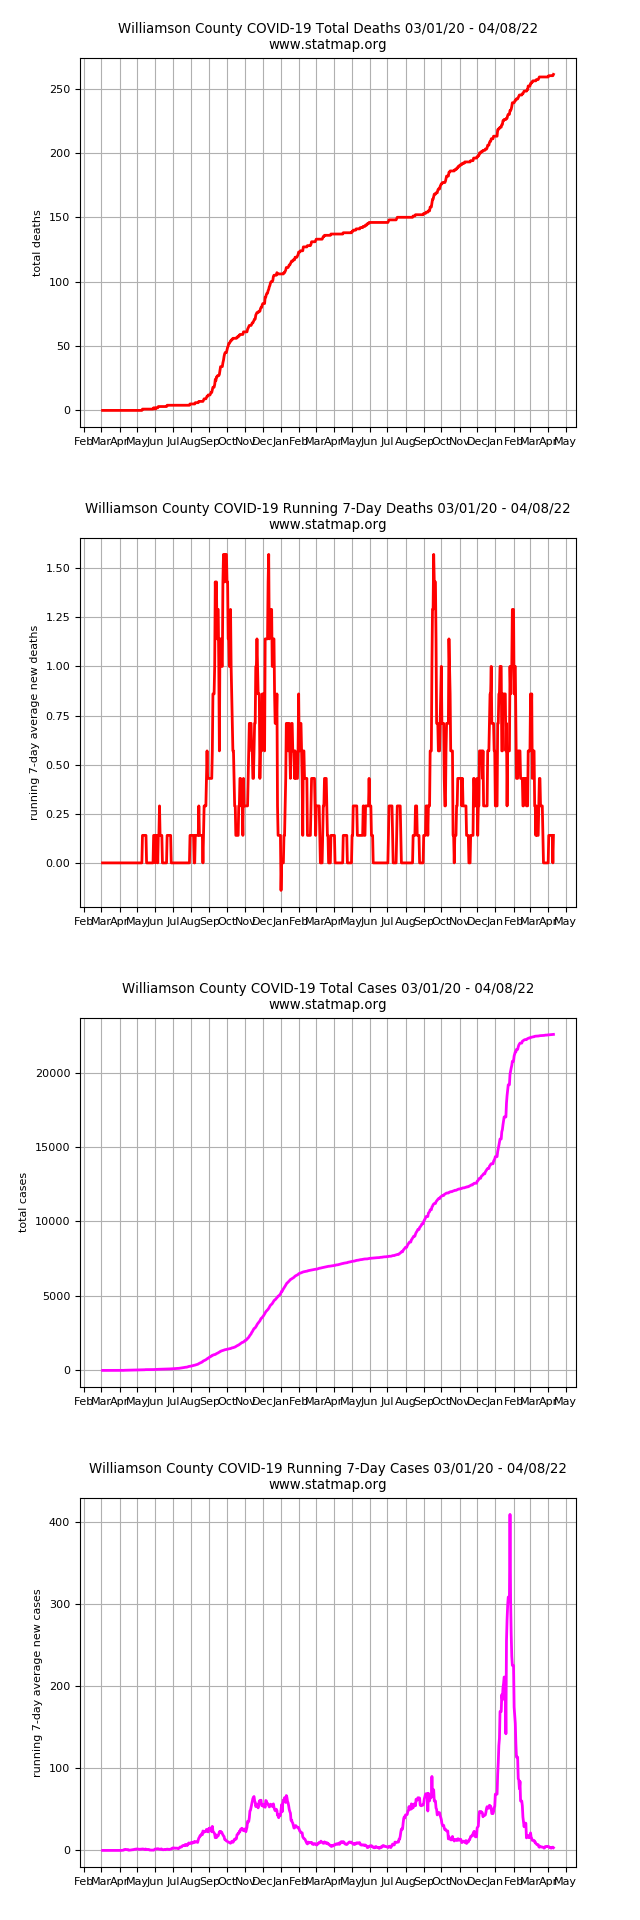 Williamson County COVID-19 Total Deaths 03/01/20 - 04/08/22
www.statmap.org
250
200
150
100
50
0
total deaths
Feb Mar Apr May Jun Jul Aug Sep Oct Nov Dec Jan Feb Mar Apr May Jun Jul Aug Sep Oct Nov Dec Jan Feb Mar Apr May
Williamson County COVID-19 Running 7-Day Deaths 03/01/20 - 04/08/22
www.statmap.org
1.50
1.25
1.00
0.75
0.50
0.25
0.00
running 7-day average new deaths
Feb Mar Apr May Jun Jul Aug Sep Oct Nov Dec Jan Feb Mar Apr May Jun Jul Aug Sep Oct Nov Dec Jan Feb Mar Apr May
Williamson County COVID-19 Total Cases 03/01/20 - 04/08/22
www.statmap.org
20000
15000
10000
5000
0
total cases
Feb Mar Apr May Jun Jul Aug Sep Oct Nov Dec Jan Feb Mar Apr May Jun Jul Aug Sep Oct Nov Dec Jan Feb Mar Apr May
Williamson County COVID-19 Running 7-Day Cases 03/01/20 - 04/08/22
www.statmap.org
400
300
200
100
0
running 7-day average new cases
Feb Mar Apr May Jun Jul Aug Sep Oct Nov Dec Jan Feb Mar Apr May Jun Jul Aug Sep Oct Nov Dec Jan Feb Mar Apr May